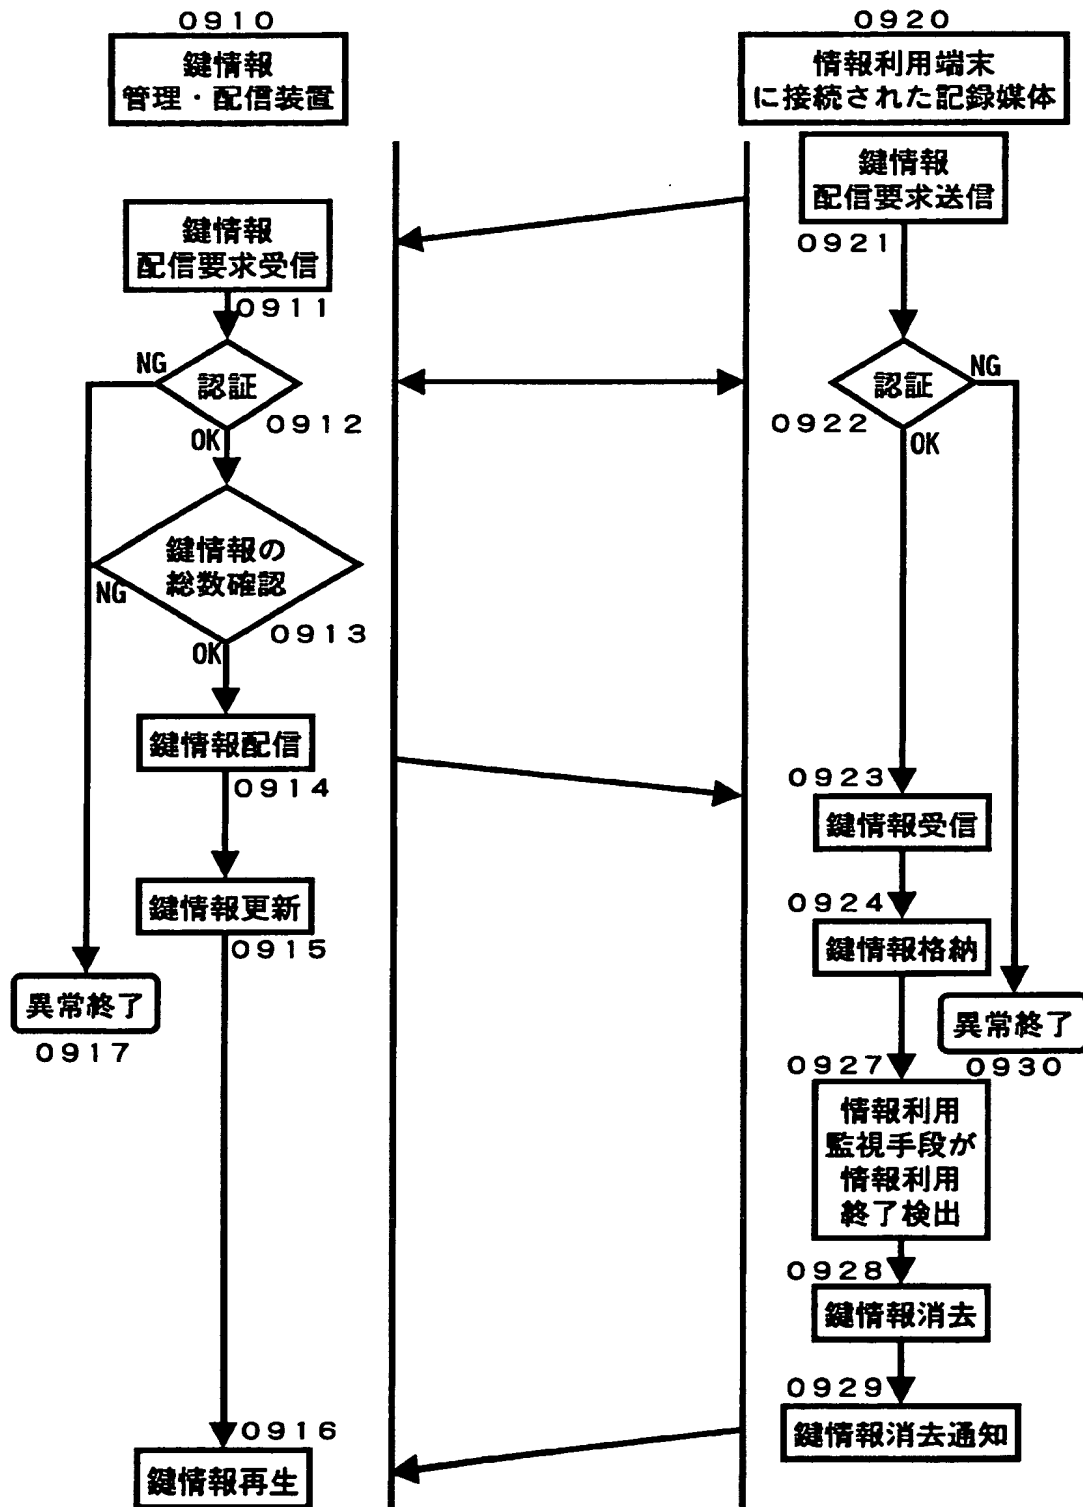 0910
鍵情報
管理・配信装置
鍵情報
配信要求受信
0911
NG
認証
0912
OK
鍵情報の
総数確認
NG
0913
OK
鍵情報配信
0914
鍵情報更新
0915
異常終了
0917
0916
鍵情報再生
0920
情報利用端末
に接続された記録媒体
鍵情報
配信要求送信
0921
認証
NG
0922
OK
0923
鍵情報受信
0924
鍵情報格納
異常終了
0930
0927
情報利用
監視手段が
情報利用
終了検出
0928
鍵情報消去
0929
鍵情報消去通知